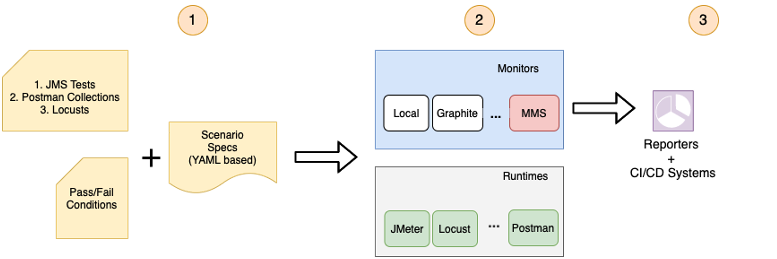 1
2
3
1. JMS Tests
2. Postman Collections
3. Locusts
+
Scenario
Specs
(YAML based)
Pass/Fail
Conditions
Monitors
Local
Graphite
...
MMS
Runtimes
JMeter
Locust
...
Postman
Reporters
+
CI/CD Systems